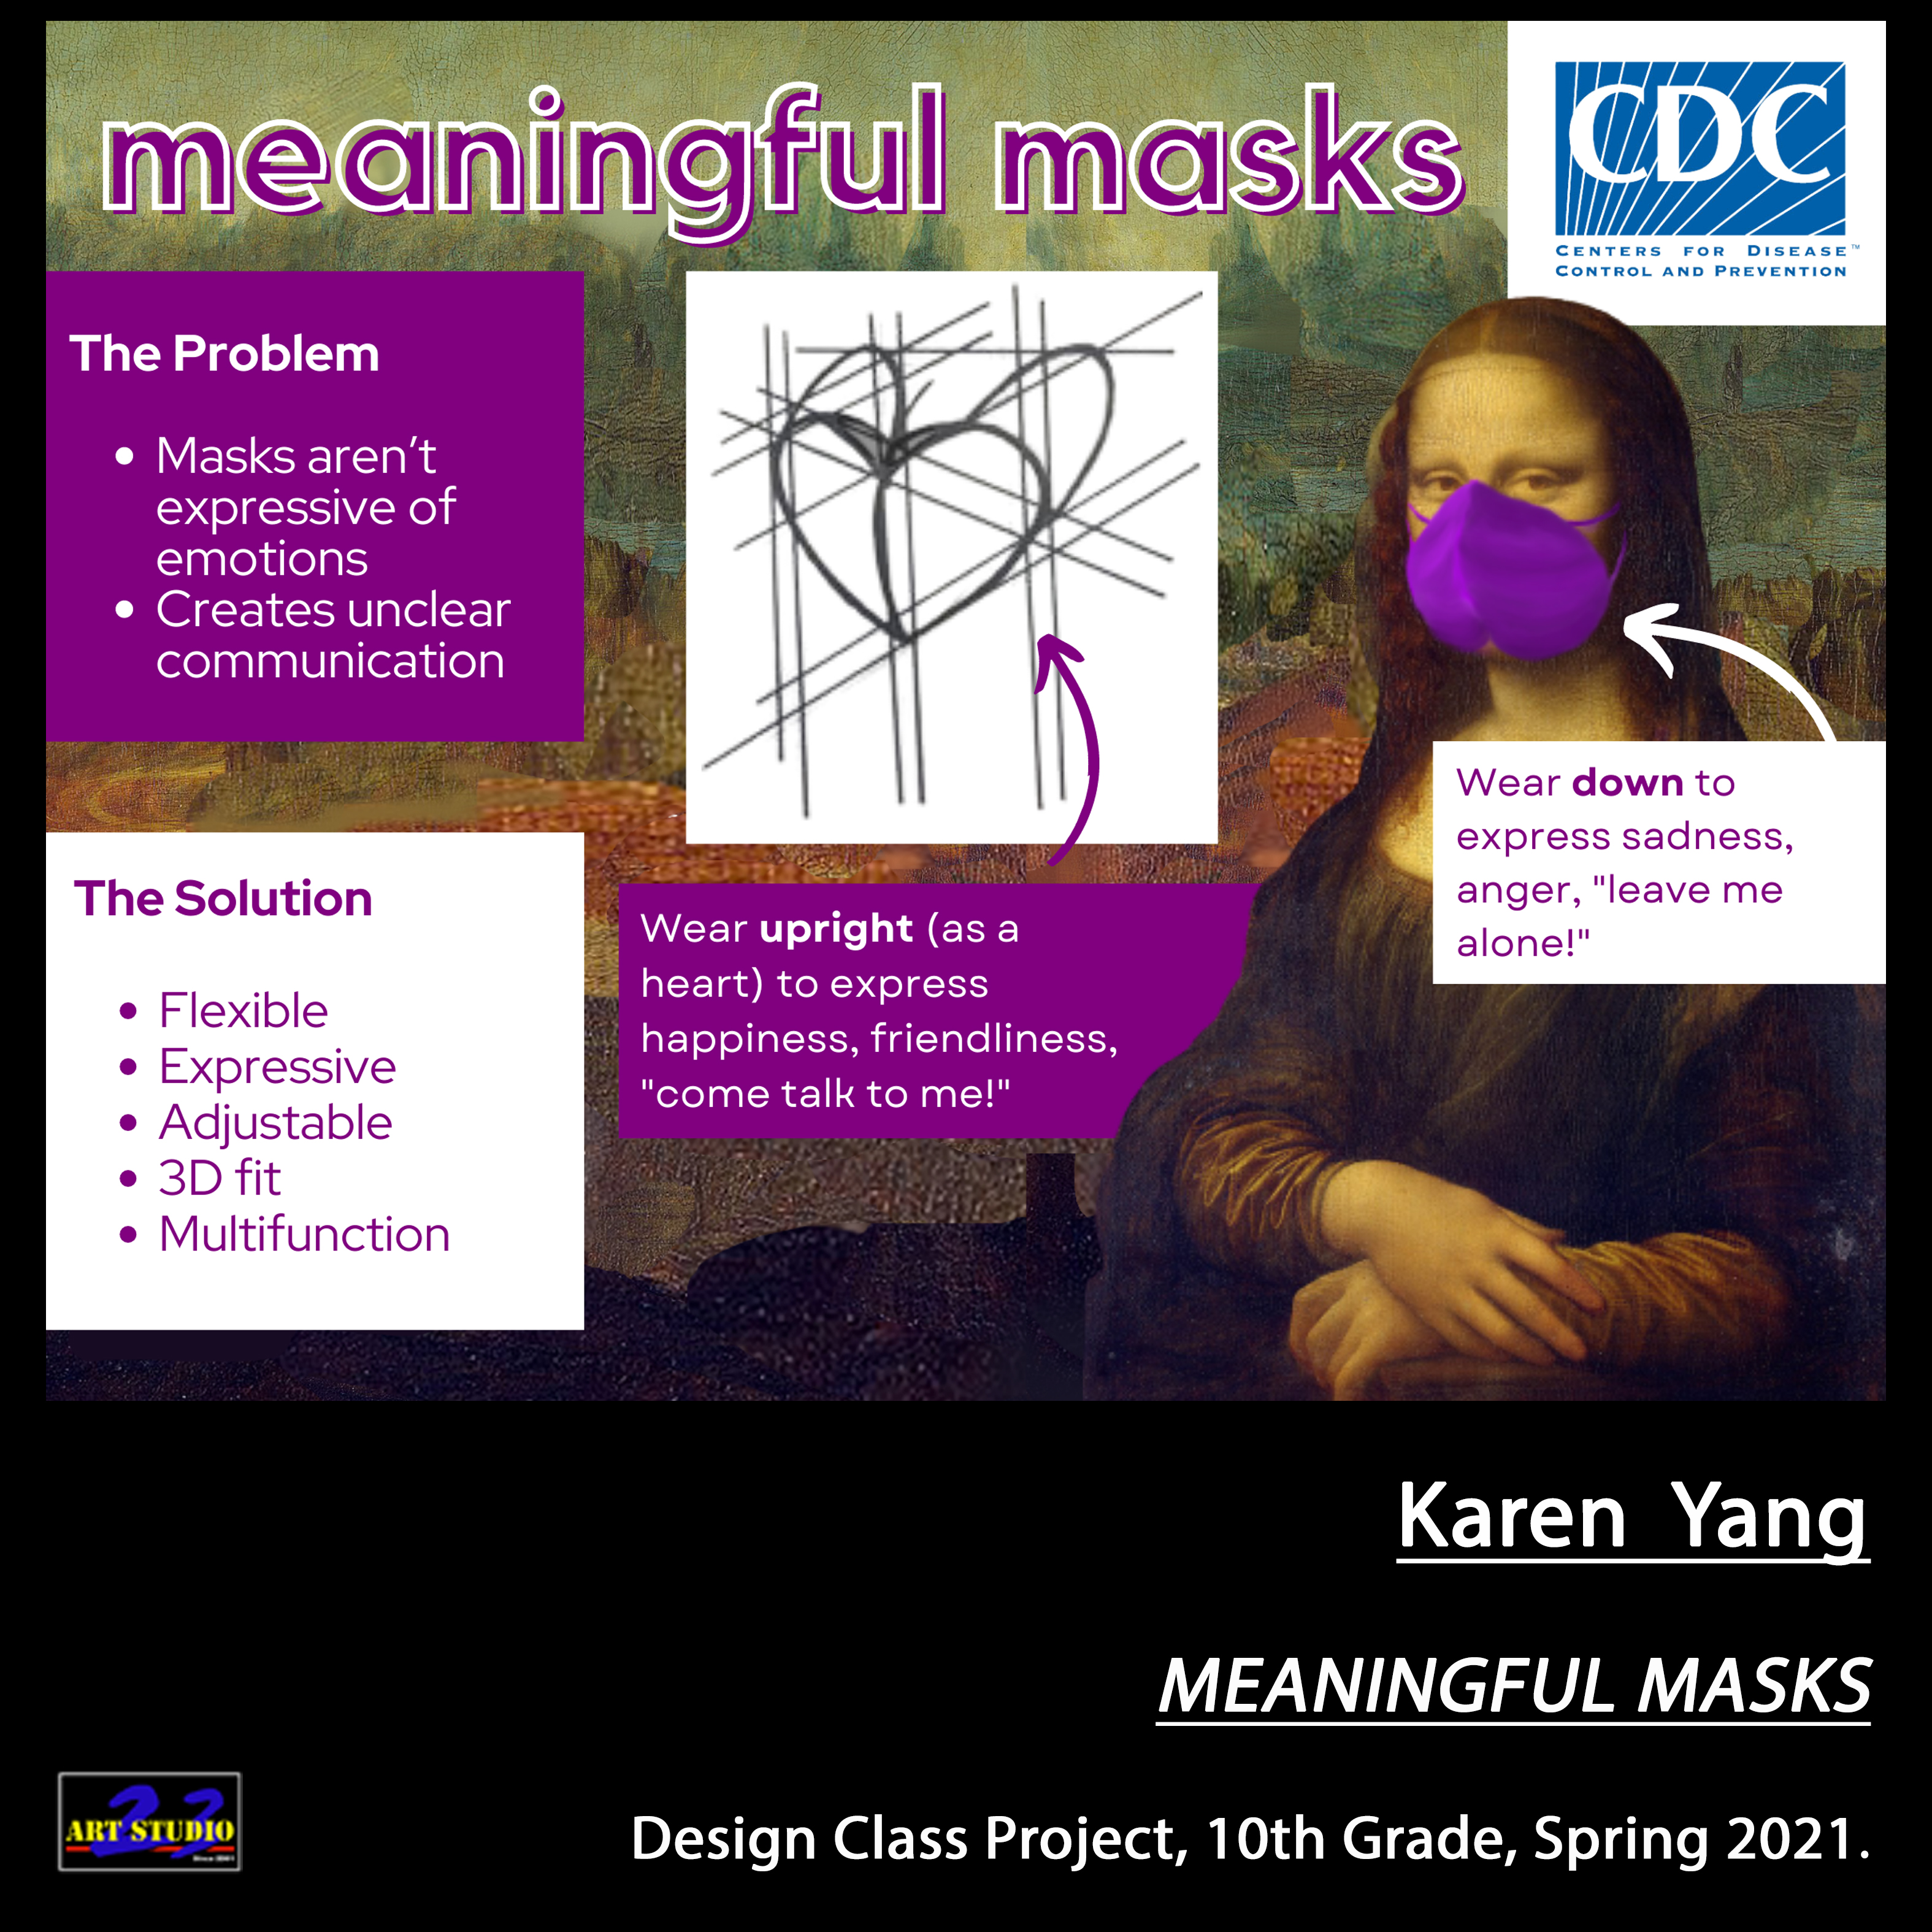 meaningful masks
CDC
CENTERS FOR DISEASE™
CONTROL AND PREVENTION
The Problem
• Masks aren’t
expressive of
emotions
• Creates unclear
communication
The Solution
• Flexible
• Expressive
• Adjustable
• 3D fit
• Multifunction
Wear upright (as a
heart) to express
happiness, friendliness,
"come talk to me!"
Wear down to
express sadness,
anger, "leave me
alone!"
Karen Yang
MEANINGFUL MASKS
ART STUDIO
Design Class Project, 10th Grade, Spring 2021.